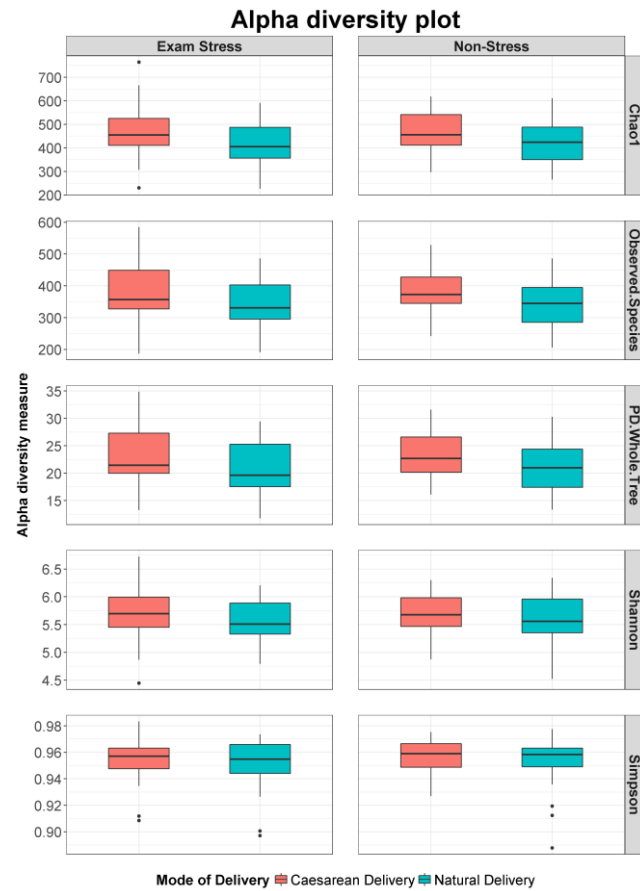 Alpha diversity plot
Exam Stress
Non-Stress
700
600
500
400
300
200
Chao1
600
500
400
300
200
Observed.Species
Alpha diversity measure
35
30
25
20
15
PD.Whole.Tree
6.5
6.0
5.5
5.0
4.5
Shannon
0.98
0.96
0.94
0.92
0.90
Simpson
Mode of Delivery Caesarean Delivery Natural Delivery